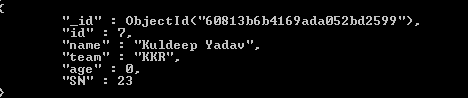 {
"_id" : ObjectId("60813b6b4169ada052bd2599"),
"id" : 7,
"name" : "Kuldeep Yadav",
"team" : "KKR",
"age" : 0,
"SN" : 23
}